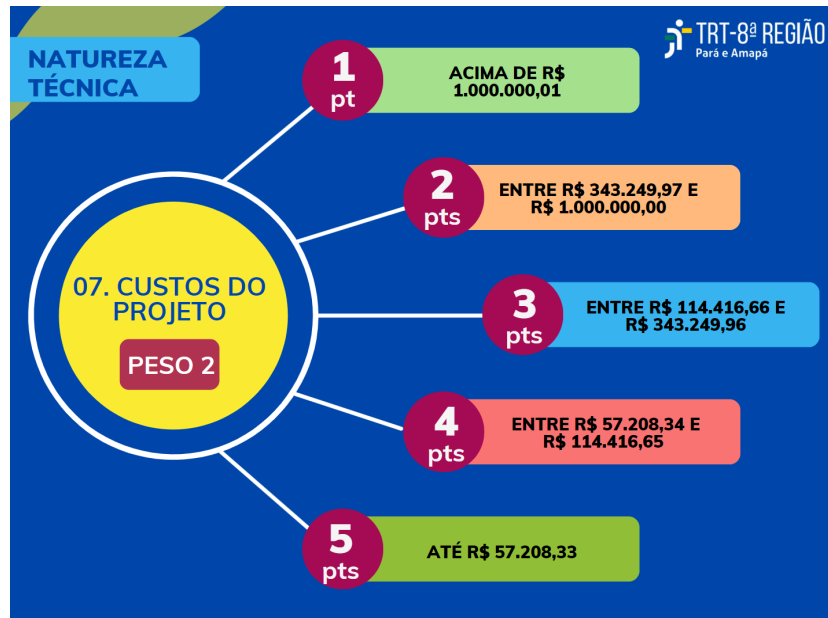 NATUREZA
TÉCNICA
TRT-8ª REGIÃO
Pará e Amapá
1
pt
ACIMA DE R$
1.000.000,01
2
pts
ENTRE R$ 343.249,97 E
R$ 1.000.000,00
07. CUSTOS DO
PROJETO
PESO 2
3
pts
ENTRE R$ 114.416,66 E
R$ 343.249,96
4
pts
ENTRE R$ 57.208,34 E
R$ 114.416,65
5
pts
ATÉ R$ 57.208,33